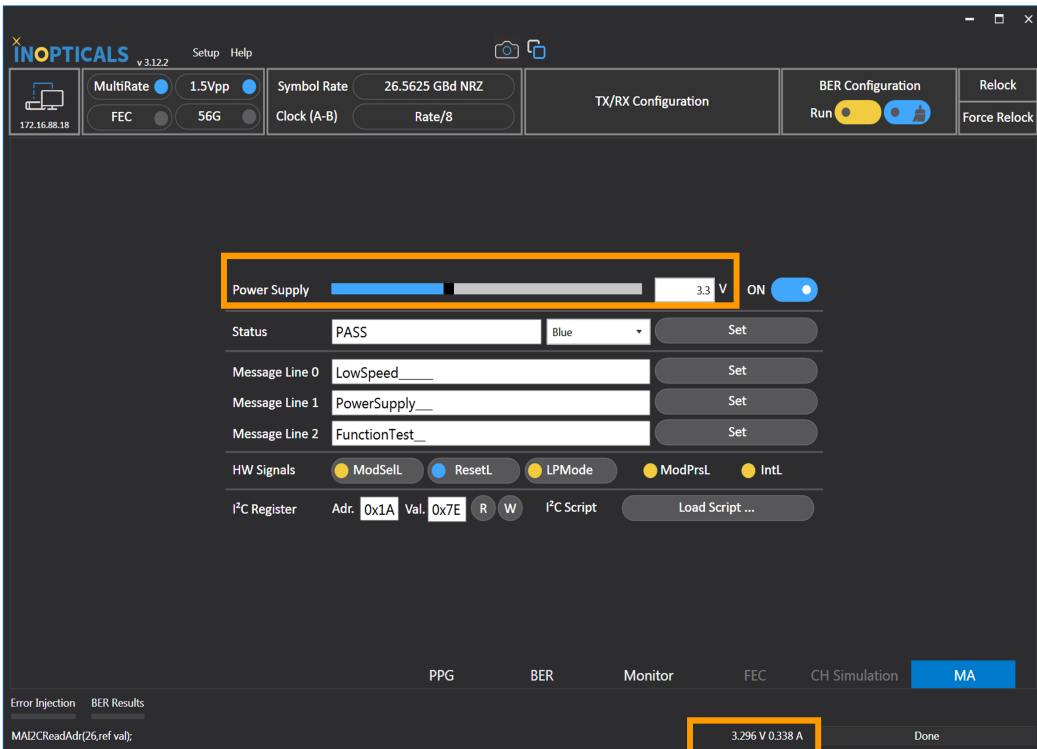 INOPTICALS v 3.12.2 Setup Help
172.16.88.18
MultiRate 1.5Vpp
FEC 56G
Symbol Rate 26.5625 GBd NRZ
Clock (A-B) Rate/8
TX/RX Configuration
BER Configuration
Run
Relock
Force Relock
Power Supply 3.3 V ON
Status PASS Blue Set
Message Line 0 LowSpeed_____ Set
Message Line 1 PowerSupply__ Set
Message Line 2 FunctionTest__ Set
HW Signals ModSelL ResetL LPMode ModPrsL IntL
I²C Register Adr. 0x1A Val. 0x7E R W I²C Script Load Script ...
PPG BER Monitor FEC CH Simulation MA
Error Injection BER Results
MAI2CReadAdr(26,ref val); 3.296 V 0.338 A Done